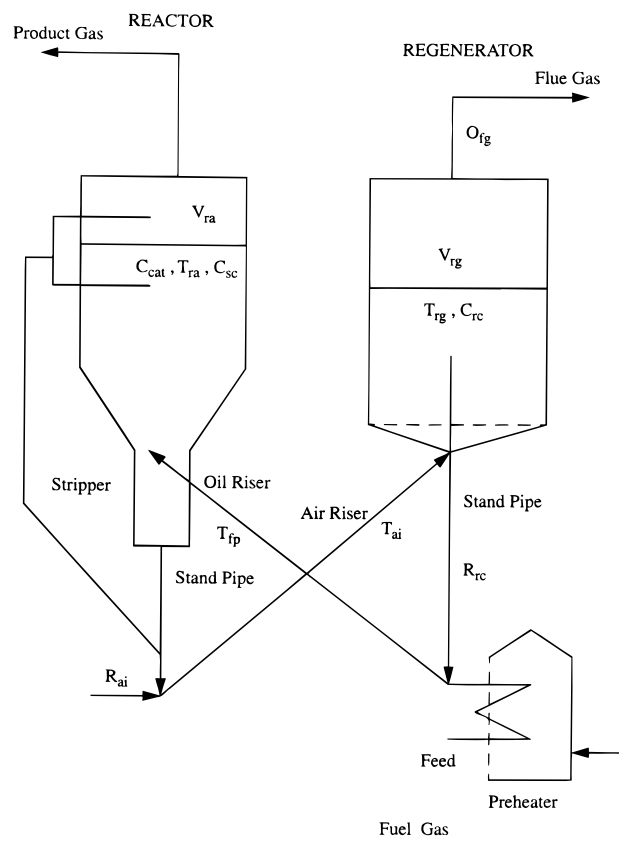 REACTOR
Product Gas
REGENERATOR
Flue Gas
O_fg
V_ra
V_rg
C_cat , T_ra , C_sc
T_rg , C_rc
Stripper
Oil Riser
Air Riser
Stand Pipe
T_fp
T_ai
Stand Pipe
R_rc
R_ai
Feed
Preheater
Fuel Gas